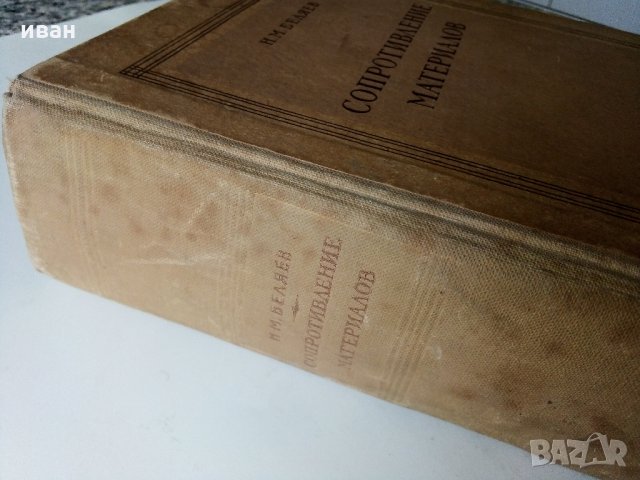 иван
Н.М.БЕЛЯЕВ
СОПРОТИВЛЕНИЕ
МАТЕРИАЛОВ
Н.М.БЕЛЯЕВ
СОПРОТИВЛЕНИЕ
МАТЕРИАЛОВ
BAZAR